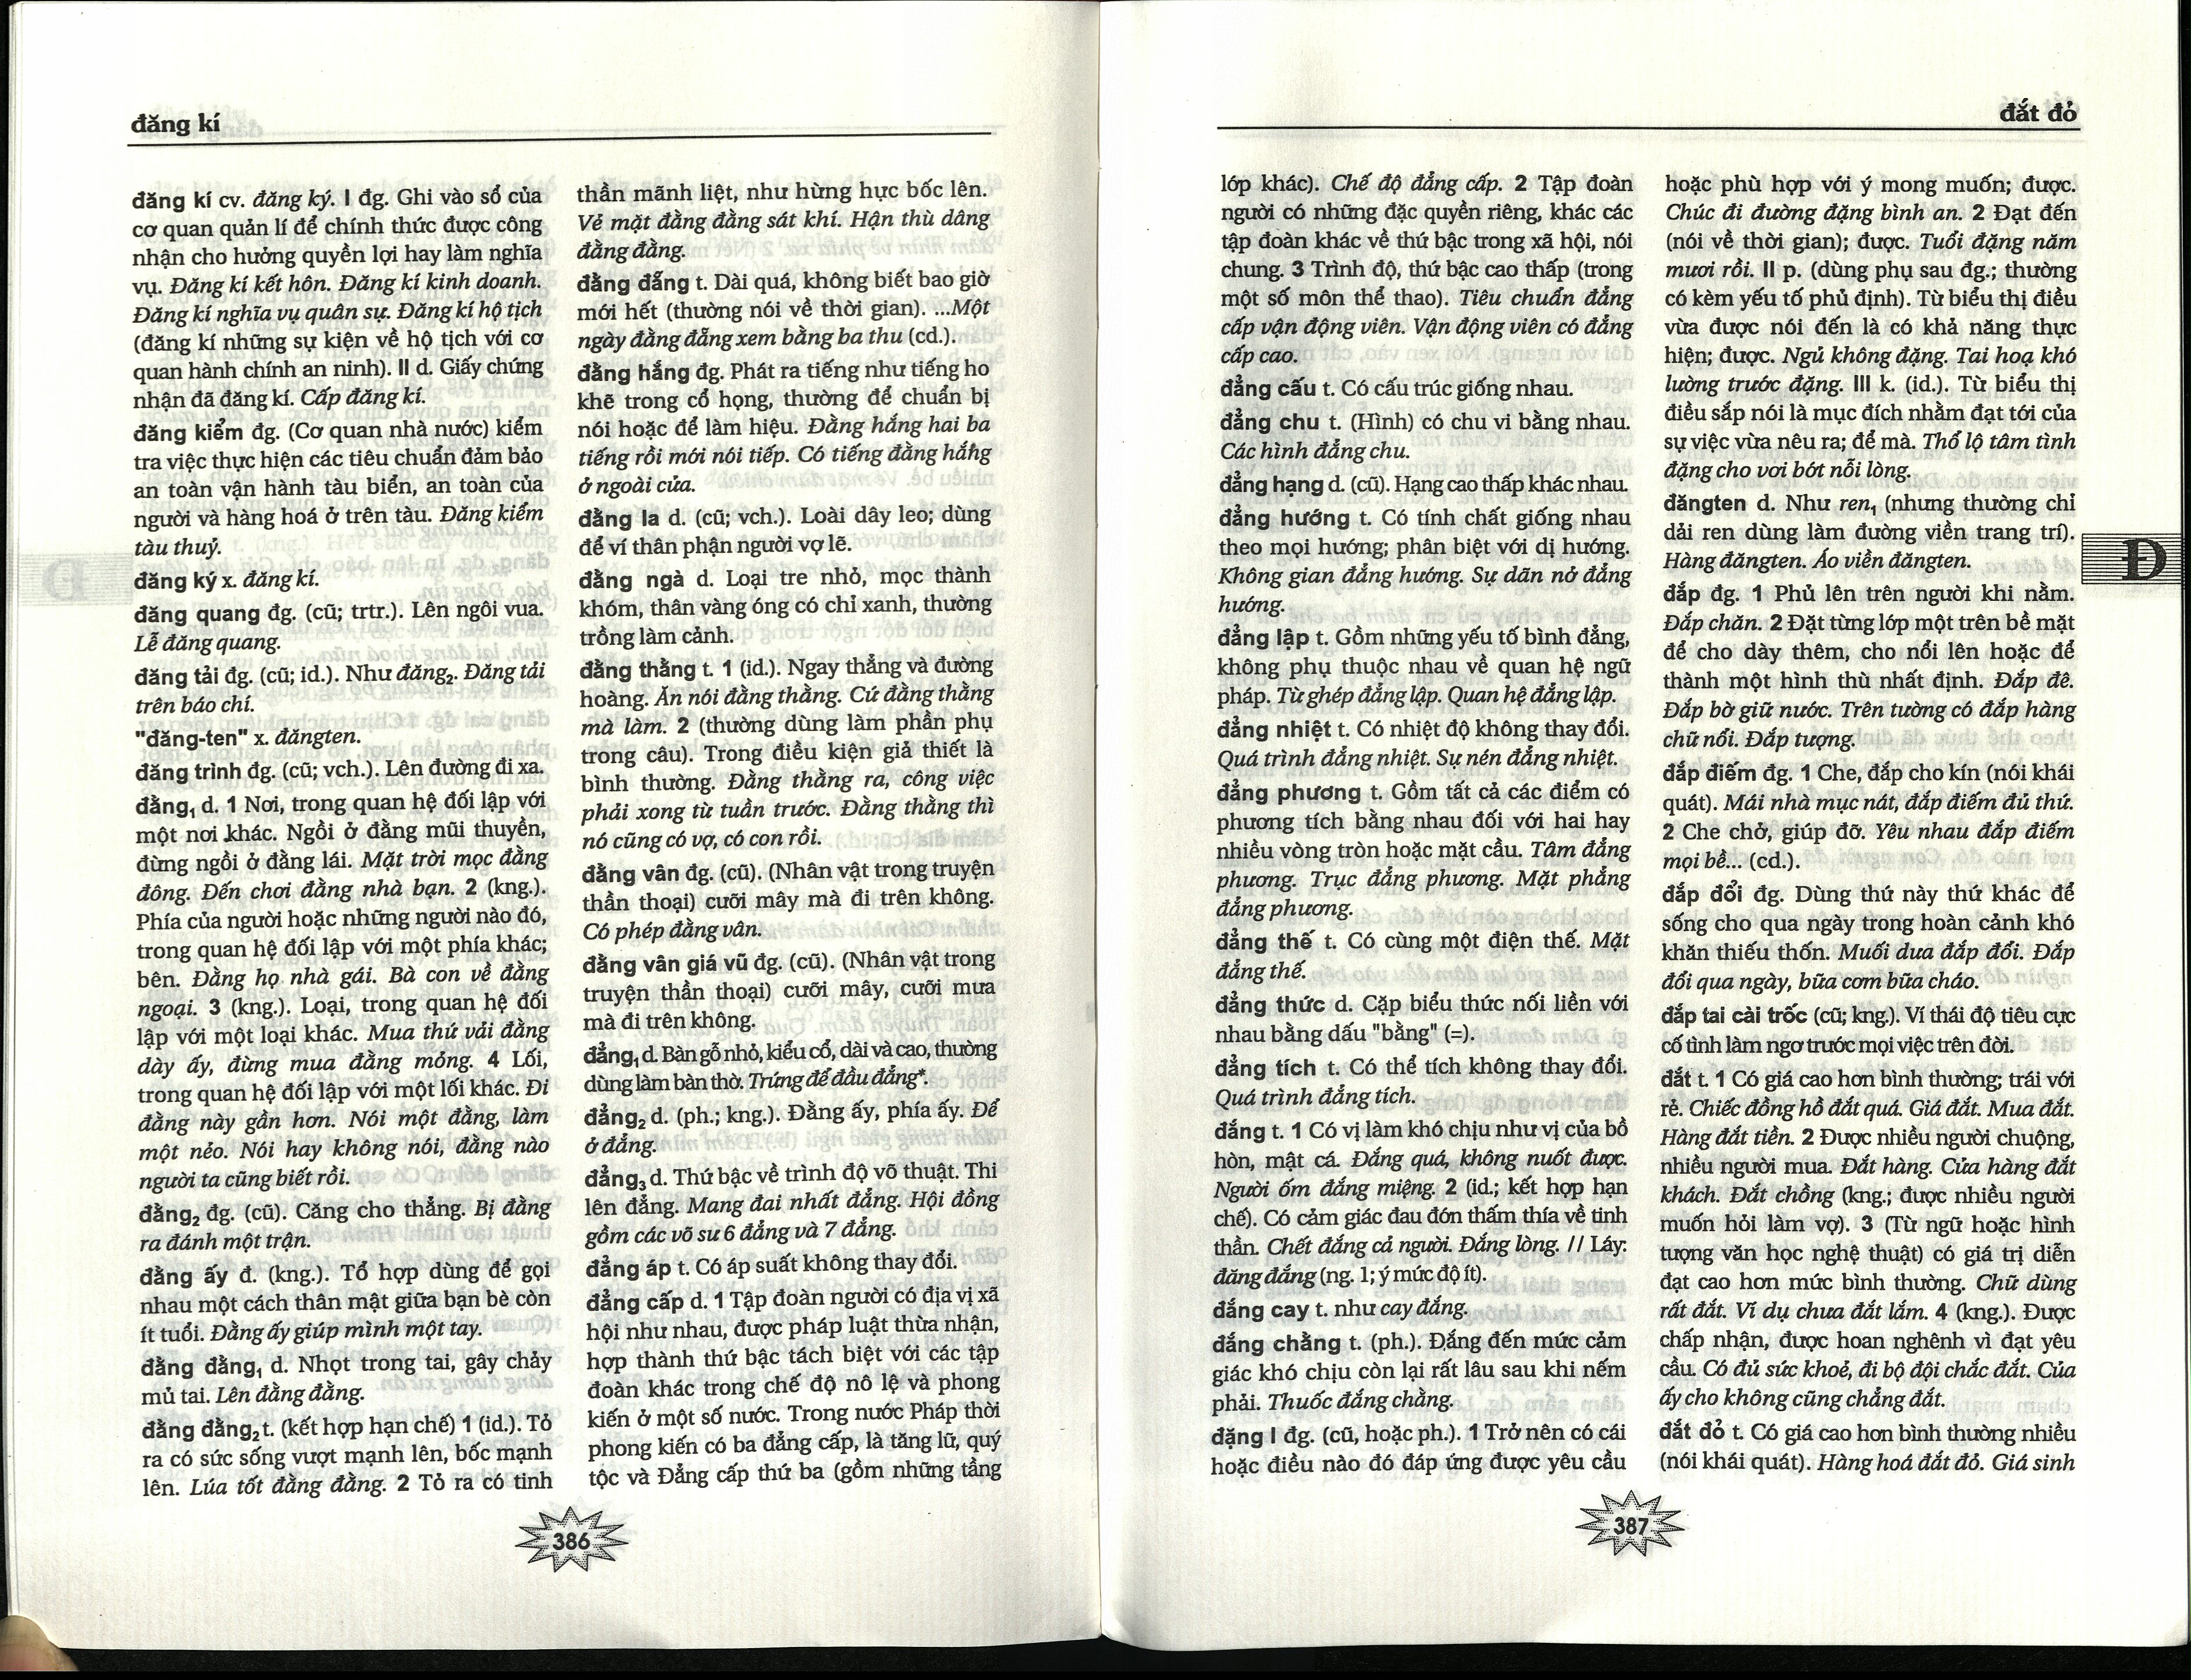 đăng kí
đăng kí cv. đăng ký. I đg. Ghi vào sổ của
cơ quan quản lí để chính thức được công
nhận cho hưởng quyền lợi hay làm nghĩa
vụ. Đăng kí kết hôn. Đăng kí kinh doanh.
Đăng kí nghĩa vụ quân sự. Đăng kí hộ tịch
(đăng kí những sự kiện về hộ tịch với cơ
quan hành chính an ninh). II d. Giấy chứng
nhận đã đăng kí. Cấp đăng kí.
đăng kiểm đg. (Cơ quan nhà nước) kiểm
tra việc thực hiện các tiêu chuẩn đảm bảo
an toàn vận hành tàu biển, an toàn của
người và hàng hoá ở trên tàu. Đăng kiểm
tàu thuỷ.
đăng ký x. đăng kí.
đăng quang đg. (cũ; trtr.). Lên ngôi vua.
Lễ đăng quang.
đăng tải đg. (cũ; id.). Như đăng₂. Đăng tải
trên báo chí.
"đăng-ten" x. đăngten.
đăng trình đg. (cũ; vch.). Lên đường đi xa.
đằng₁ d. 1 Nơi, trong quan hệ đối lập với
một nơi khác. Ngồi ở đằng mũi thuyền,
đừng ngồi ở đằng lái. Mặt trời mọc đằng
đông. Đến chơi đằng nhà bạn. 2 (kng.).
Phía của người hoặc những người nào đó,
trong quan hệ đối lập với một phía khác;
bên. Đằng họ nhà gái. Bà con về đằng
ngoại. 3 (kng.). Loại, trong quan hệ đối
lập với một loại khác. Mua thứ vải đằng
dày ấy, đừng mua đằng mỏng. 4 Lối,
trong quan hệ đối lập với một lối khác. Đi
đằng này gần hơn. Nói một đằng, làm
một nẻo. Nói hay không nói, đằng nào
người ta cũng biết rồi.
đằng₂ đg. (cũ). Căng cho thẳng. Bị đằng
ra đánh một trận.
đằng ấy đ. (kng.). Tổ hợp dùng để gọi
nhau một cách thân mật giữa bạn bè còn
ít tuổi. Đằng ấy giúp mình một tay.
đằng đằng₁ d. Nhọt trong tai, gây chảy
mủ tai. Lên đằng đằng.
đằng đằng₂ t. (kết hợp hạn chế) 1 (id.). Tỏ
ra có sức sống vượt mạnh lên, bốc mạnh
lên. Lúa tốt đằng đằng. 2 Tỏ ra có tinh
thần mãnh liệt, như hừng hực bốc lên.
Vẻ mặt đằng đằng sát khí. Hận thù dâng
đằng đằng.
đằng đẵng t. Dài quá, không biết bao giờ
mới hết (thường nói về thời gian). ...Một
ngày đằng đẵng xem bằng ba thu (cd.).
đằng hắng đg. Phát ra tiếng như tiếng ho
khẽ trong cổ họng, thường để chuẩn bị
nói hoặc để làm hiệu. Đằng hắng hai ba
tiếng rồi mới nói tiếp. Có tiếng đằng hắng
ở ngoài cửa.
đằng la d. (cũ; vch.). Loài dây leo; dùng
để ví thân phận người vợ lẽ.
đằng ngà d. Loại tre nhỏ, mọc thành
khóm, thân vàng óng có chỉ xanh, thường
trồng làm cảnh.
đằng thằng t. 1 (id.). Ngay thẳng và đường
hoàng. Ăn nói đằng thằng. Cứ đằng thằng
mà làm. 2 (thường dùng làm phần phụ
trong câu). Trong điều kiện giả thiết là
bình thường. Đằng thằng ra, công việc
phải xong từ tuần trước. Đằng thằng thì
nó cũng có vợ, có con rồi.
đằng vân đg. (cũ). (Nhân vật trong truyện
thần thoại) cưỡi mây mà đi trên không.
Có phép đằng vân.
đằng vân giá vũ đg. (cũ). (Nhân vật trong
truyện thần thoại) cưỡi mây, cưỡi mưa
mà đi trên không.
đẳng₁ d. Bàn gỗ nhỏ, kiểu cổ, dài và cao, thường
dùng làm bàn thờ. Trứng để đầu đẳng*.
đẳng₂ d. (ph.; kng.). Đằng ấy, phía ấy. Để
ở đẳng.
đẳng₃ d. Thứ bậc về trình độ võ thuật. Thi
lên đẳng. Mang đai nhất đẳng. Hội đồng
gồm các võ sư 6 đẳng và 7 đẳng.
đẳng áp t. Có áp suất không thay đổi.
đẳng cấp d. 1 Tập đoàn người có địa vị xã
hội như nhau, được pháp luật thừa nhận,
hợp thành thứ bậc tách biệt với các tập
đoàn khác trong chế độ nô lệ và phong
kiến ở một số nước. Trong nước Pháp thời
phong kiến có ba đẳng cấp, là tăng lữ, quý
tộc và Đẳng cấp thứ ba (gồm những tầng
386
đắt đỏ
lớp khác). Chế độ đẳng cấp. 2 Tập đoàn
người có những đặc quyền riêng, khác các
tập đoàn khác về thứ bậc trong xã hội, nói
chung. 3 Trình độ, thứ bậc cao thấp (trong
một số môn thể thao). Tiêu chuẩn đẳng
cấp vận động viên. Vận động viên có đẳng
cấp cao.
đẳng cấu t. Có cấu trúc giống nhau.
đẳng chu t. (Hình) có chu vi bằng nhau.
Các hình đẳng chu.
đẳng hạng d. (cũ). Hạng cao thấp khác nhau.
đẳng hướng t. Có tính chất giống nhau
theo mọi hướng; phân biệt với dị hướng.
Không gian đẳng hướng. Sự dãn nở đẳng
hướng.
đẳng lập t. Gồm những yếu tố bình đẳng,
không phụ thuộc nhau về quan hệ ngữ
pháp. Từ ghép đẳng lập. Quan hệ đẳng lập.
đẳng nhiệt t. Có nhiệt độ không thay đổi.
Quá trình đẳng nhiệt. Sự nén đẳng nhiệt.
đẳng phương t. Gồm tất cả các điểm có
phương tích bằng nhau đối với hai hay
nhiều vòng tròn hoặc mặt cầu. Tâm đẳng
phương. Trục đẳng phương. Mặt phẳng
đẳng phương.
đẳng thế t. Có cùng một điện thế. Mặt
đẳng thế.
đẳng thức d. Cặp biểu thức nối liền với
nhau bằng dấu "bằng" (=).
đẳng tích t. Có thể tích không thay đổi.
Quá trình đẳng tích.
đắng t. 1 Có vị làm khó chịu như vị của bồ
hòn, mật cá. Đắng quá, không nuốt được.
Người ốm đắng miệng. 2 (id.; kết hợp hạn
chế). Có cảm giác đau đớn thấm thía về tinh
thần. Chết đắng cả người. Đắng lòng. // Láy:
đăng đắng (ng. 1; ý mức độ ít).
đắng cay t. như cay đắng.
đắng chằng t. (ph.). Đắng đến mức cảm
giác khó chịu còn lại rất lâu sau khi nếm
phải. Thuốc đắng chằng.
đặng I đg. (cũ, hoặc ph.). 1 Trở nên có cái
hoặc điều nào đó đáp ứng được yêu cầu
hoặc phù hợp với ý mong muốn; được.
Chúc đi đường đặng bình an. 2 Đạt đến
(nói về thời gian); được. Tuổi đặng năm
mươi rồi. II p. (dùng phụ sau đg.; thường
có kèm yếu tố phủ định). Từ biểu thị điều
vừa được nói đến là có khả năng thực
hiện; được. Ngủ không đặng. Tai hoạ khó
lường trước đặng. III k. (id.). Từ biểu thị
điều sắp nói là mục đích nhằm đạt tới của
sự việc vừa nêu ra; để mà. Thổ lộ tâm tình
đặng cho vơi bớt nỗi lòng.
đăngten d. Như ren₁ (nhưng thường chỉ
dải ren dùng làm đường viền trang trí).
Hàng đăngten. Áo viền đăngten.
đắp đg. 1 Phủ lên trên người khi nằm.
Đắp chăn. 2 Đặt từng lớp một trên bề mặt
để cho dày thêm, cho nổi lên hoặc để
thành một hình thù nhất định. Đắp đê.
Đắp bờ giữ nước. Trên tường có đắp hàng
chữ nổi. Đắp tượng.
đắp điếm đg. 1 Che, đắp cho kín (nói khái
quát). Mái nhà mục nát, đắp điếm đủ thứ.
2 Che chở, giúp đỡ. Yêu nhau đắp điếm
mọi bề... (cd.).
đắp đổi đg. Dùng thứ này thứ khác để
sống cho qua ngày trong hoàn cảnh khó
khăn thiếu thốn. Muối dưa đắp đổi. Đắp
đổi qua ngày, bữa cơm bữa cháo.
đắp tai cài trốc (cũ; kng.). Ví thái độ tiêu cực
cố tình làm ngơ trước mọi việc trên đời.
đắt t. 1 Có giá cao hơn bình thường; trái với
rẻ. Chiếc đồng hồ đắt quá. Giá đắt. Mua đắt.
Hàng đắt tiền. 2 Được nhiều người chuộng,
nhiều người mua. Đắt hàng. Cửa hàng đắt
khách. Đắt chồng (kng.; được nhiều người
muốn hỏi làm vợ). 3 (Từ ngữ hoặc hình
tượng văn học nghệ thuật) có giá trị diễn
đạt cao hơn mức bình thường. Chữ dùng
rất đắt. Ví dụ chưa đắt lắm. 4 (kng.). Được
chấp nhận, được hoan nghênh vì đạt yêu
cầu. Có đủ sức khoẻ, đi bộ đội chắc đắt. Của
ấy cho không cũng chẳng đắt.
đắt đỏ t. Có giá cao hơn bình thường nhiều
(nói khái quát). Hàng hoá đắt đỏ. Giá sinh
Đ
387